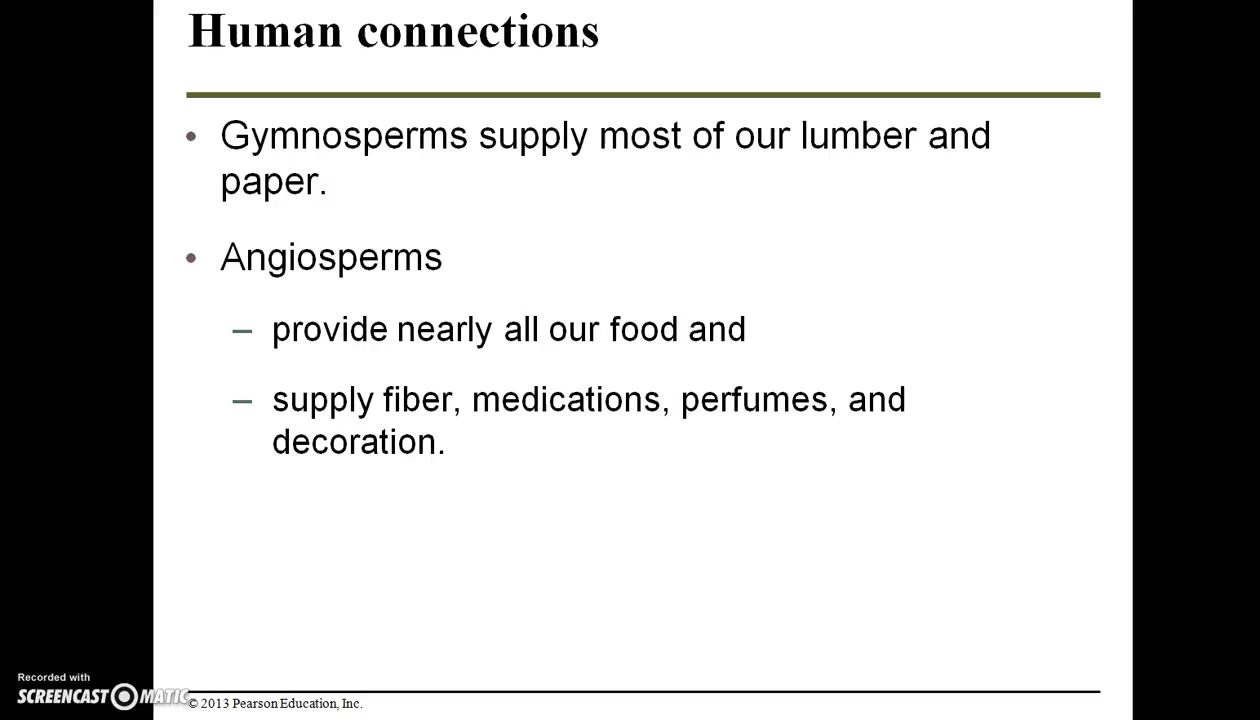 Human connections
• Gymnosperms supply most of our lumber and
paper.
• Angiosperms
– provide nearly all our food and
– supply fiber, medications, perfumes, and
decoration.
Recorded with
SCREENCAST MATIC
© 2013 Pearson Education, Inc.